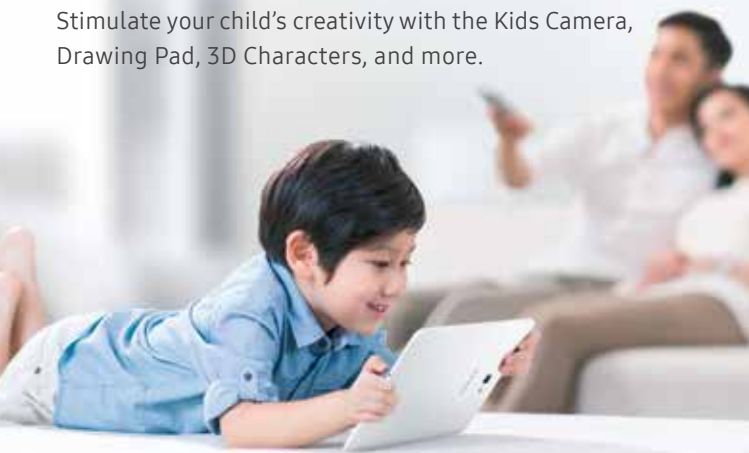 Stimulate your child's creativity with the Kids Camera,
Drawing Pad, 3D Characters, and more.